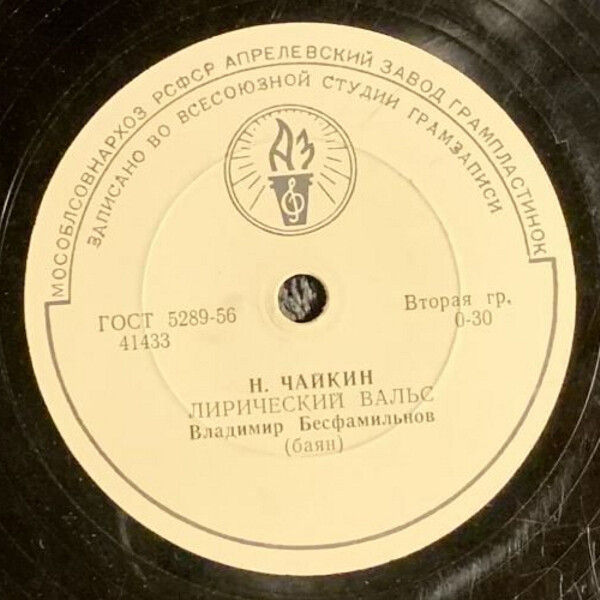 МОСОБЛСОВНАРХОЗ РСФСР АПРЕЛЕВСКИЙ ЗАВОД ГРАМПЛАСТИНОК
ЗАПИСАНО ВО ВСЕСОЮЗНОЙ СТУДИИ ГРАМЗАПИСИ
АЗ
ГОСТ 5289-56
41433
Вторая гр.
0-30
Н. ЧАЙКИН
ЛИРИЧЕСКИЙ ВАЛЬС
Владимир Бесфамильнов
(баян)